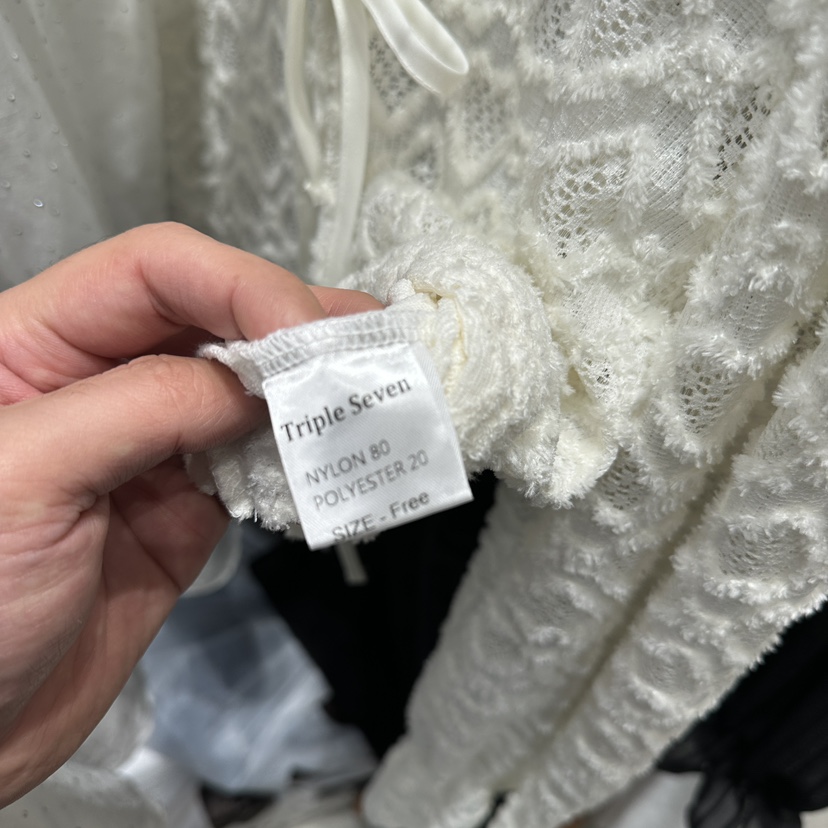 Triple Seven
NYLON 80
POLYESTER 20
SIZE - Free